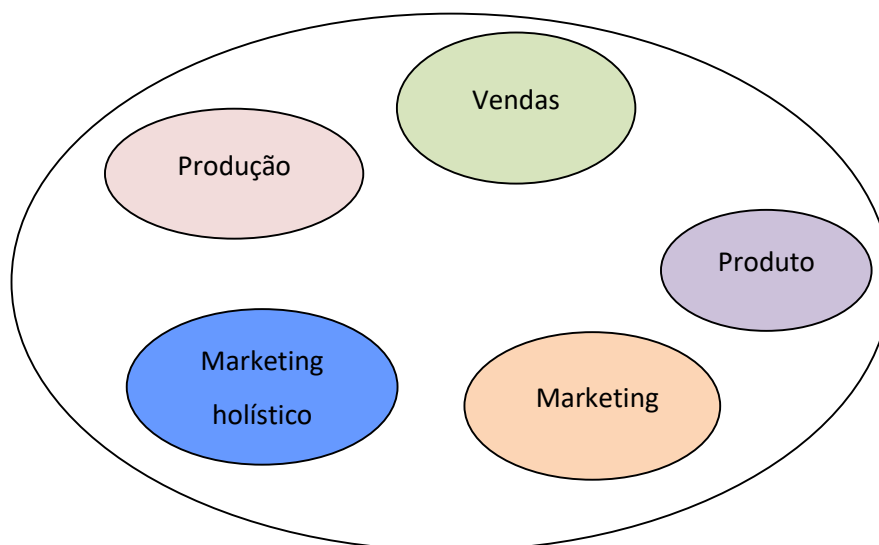 Vendas
Produção
Produto
Marketing
holístico
Marketing